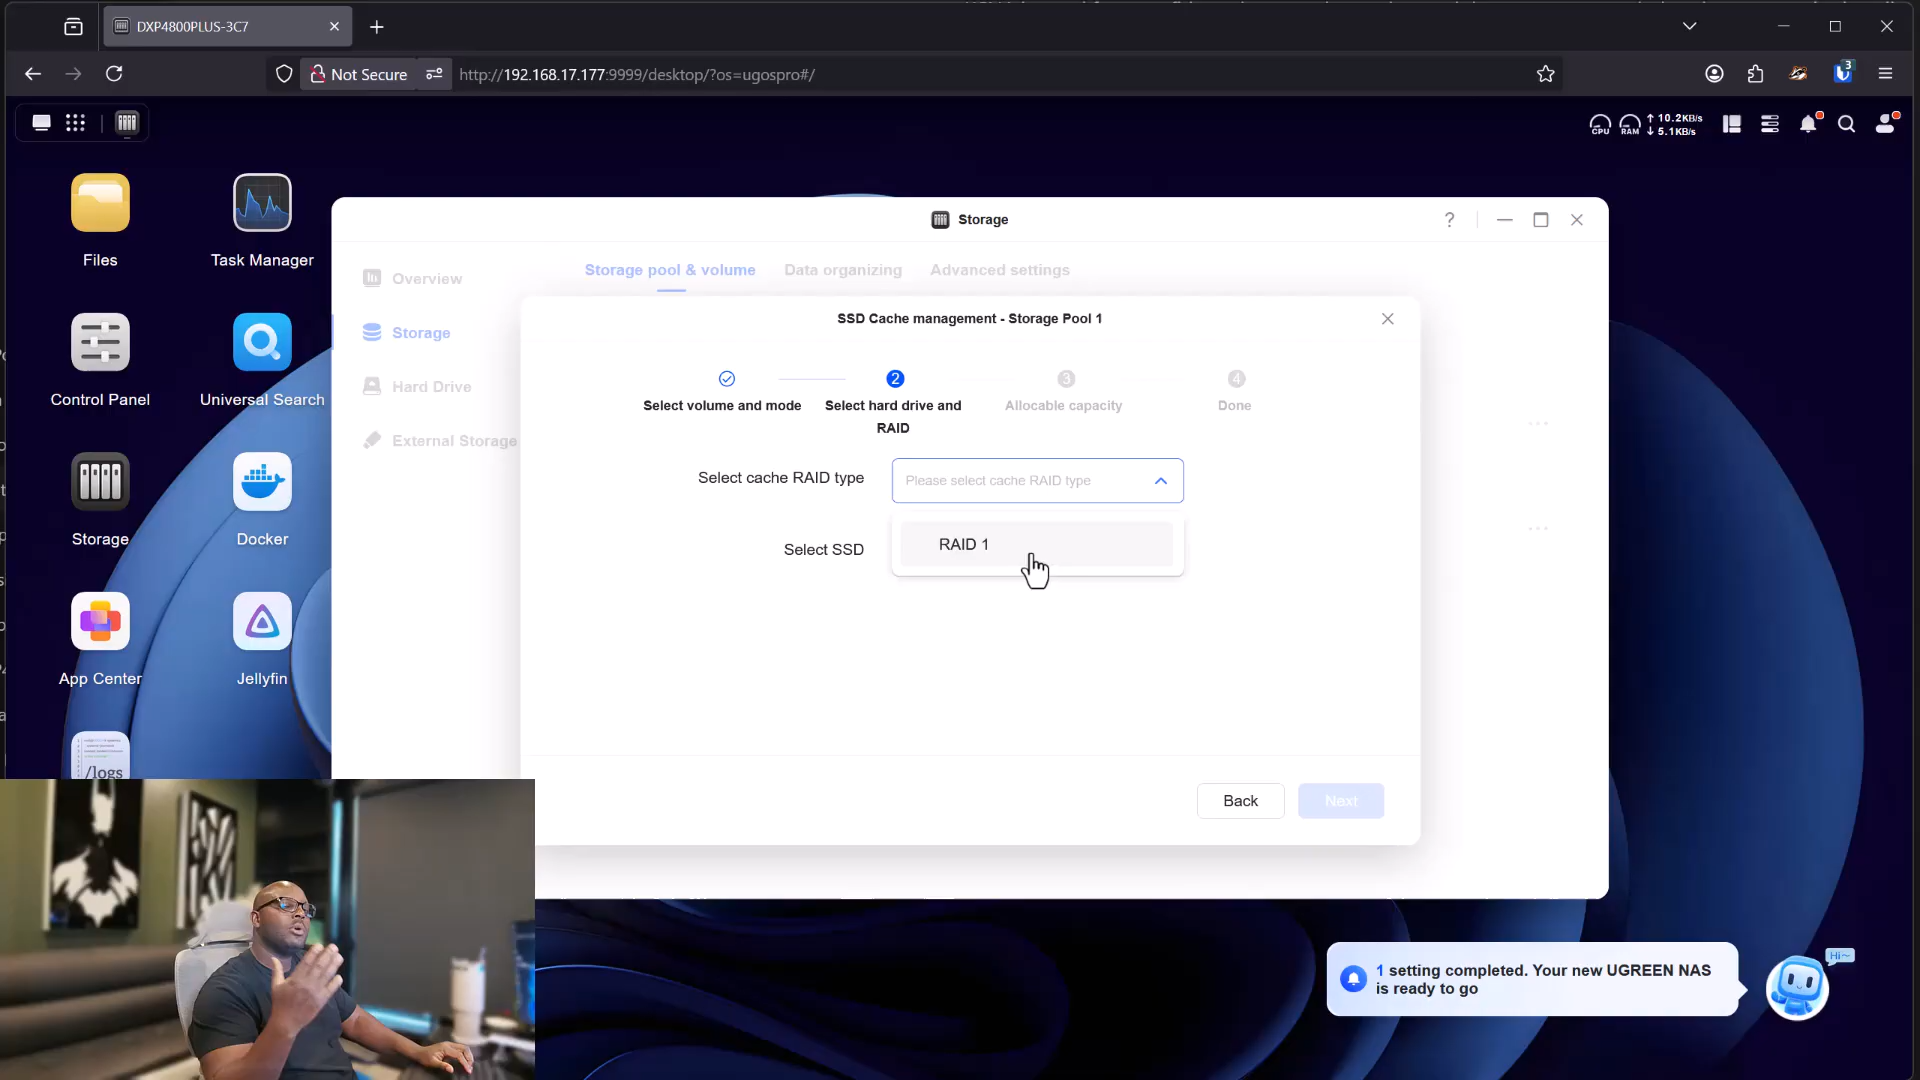 DXP4800PLUS-3C7
Not Secure
http://192.168.17.177:9999/desktop/?os=ugospro#/
3
CPU
RAM
↑ 10.2KB/s
↓ 5.1KB/s
Files
Task Manager
Control Panel
Universal Search
Storage
Docker
App Center
Jellyfin
/logs
Storage
?
Overview
Storage
Hard Drive
External Storage
Storage pool & volume
Data organizing
Advanced settings
SSD Cache management - Storage Pool 1
Select volume and mode
2
Select hard drive and
RAID
3
Allocable capacity
4
Done
Select cache RAID type
Please select cache RAID type
RAID 1
Select SSD
Back
Next
1 setting completed. Your new UGREEN NAS
is ready to go
Hi~